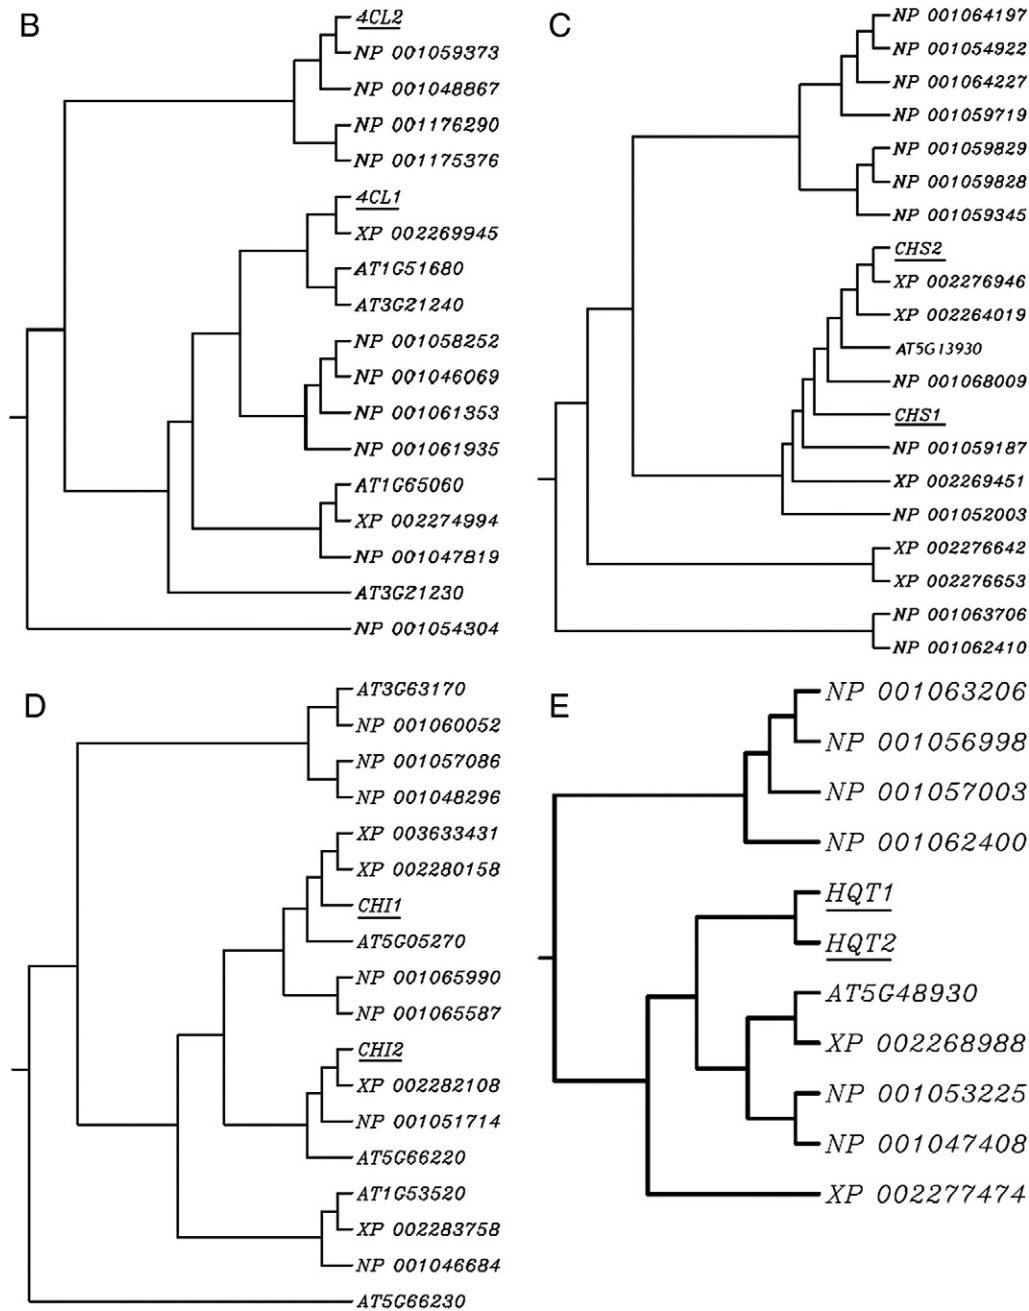 B
4CL2
NP 001059373
NP 001048867
NP 001176290
NP 001175376
4CL1
XP 002269945
AT1G51680
AT3G21240
NP 001058252
NP 001046069
NP 001061353
NP 001061935
AT1G65060
XP 002274994
NP 001047819
AT3G21230
NP 001054304
C
NP 001064197
NP 001054922
NP 001064227
NP 001059719
NP 001059829
NP 001059828
NP 001059345
CHS2
XP 002276946
XP 002264019
AT5G13930
NP 001068009
CHS1
NP 001059187
XP 002269451
NP 001052003
XP 002276642
XP 002276653
NP 001063706
NP 001062410
D
AT3G63170
NP 001060052
NP 001057086
NP 001048296
XP 003633431
XP 002280158
CHI1
AT5G05270
NP 001065990
NP 001065587
CHI2
XP 002282108
NP 001051714
AT5G66220
AT1G53520
XP 002283758
NP 001046684
AT5G66230
E
NP 001063206
NP 001056998
NP 001057003
NP 001062400
HQT1
HQT2
AT5G48930
XP 002268988
NP 001053225
NP 001047408
XP 002277474